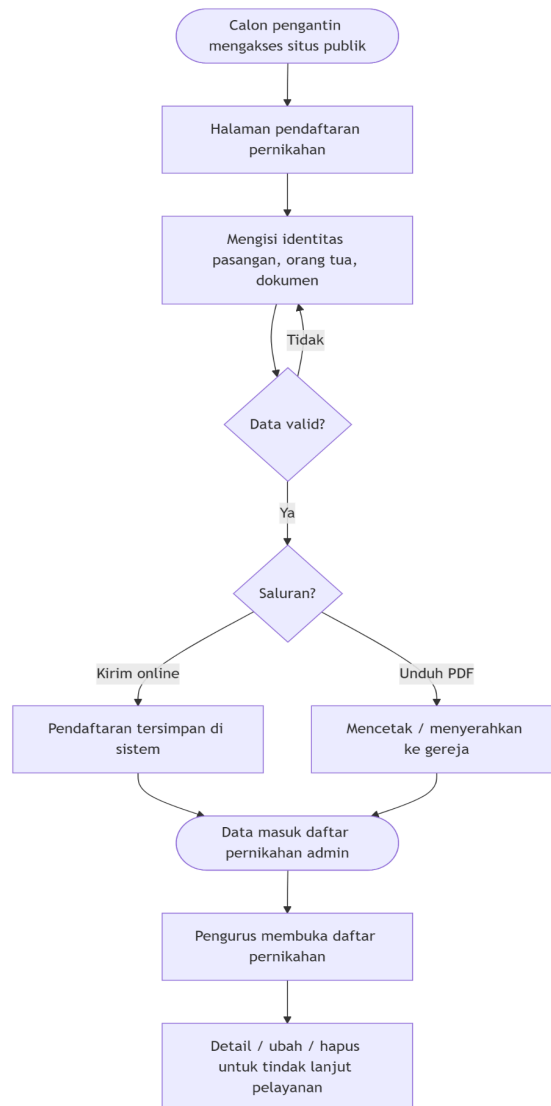 Calon pengantin
mengakses situs publik
Halaman pendaftaran
pernikahan
Mengisi identitas
pasangan, orang tua,
dokumen
Tidak
Data valid?
Ya
Saluran?
Kirim online
Unduh PDF
Pendaftaran tersimpan di
sistem
Mencetak / menyerahkan
ke gereja
Data masuk daftar
pernikahan admin
Pengurus membuka daftar
pernikahan
Detail / ubah / hapus
untuk tindak lanjut
pelayanan